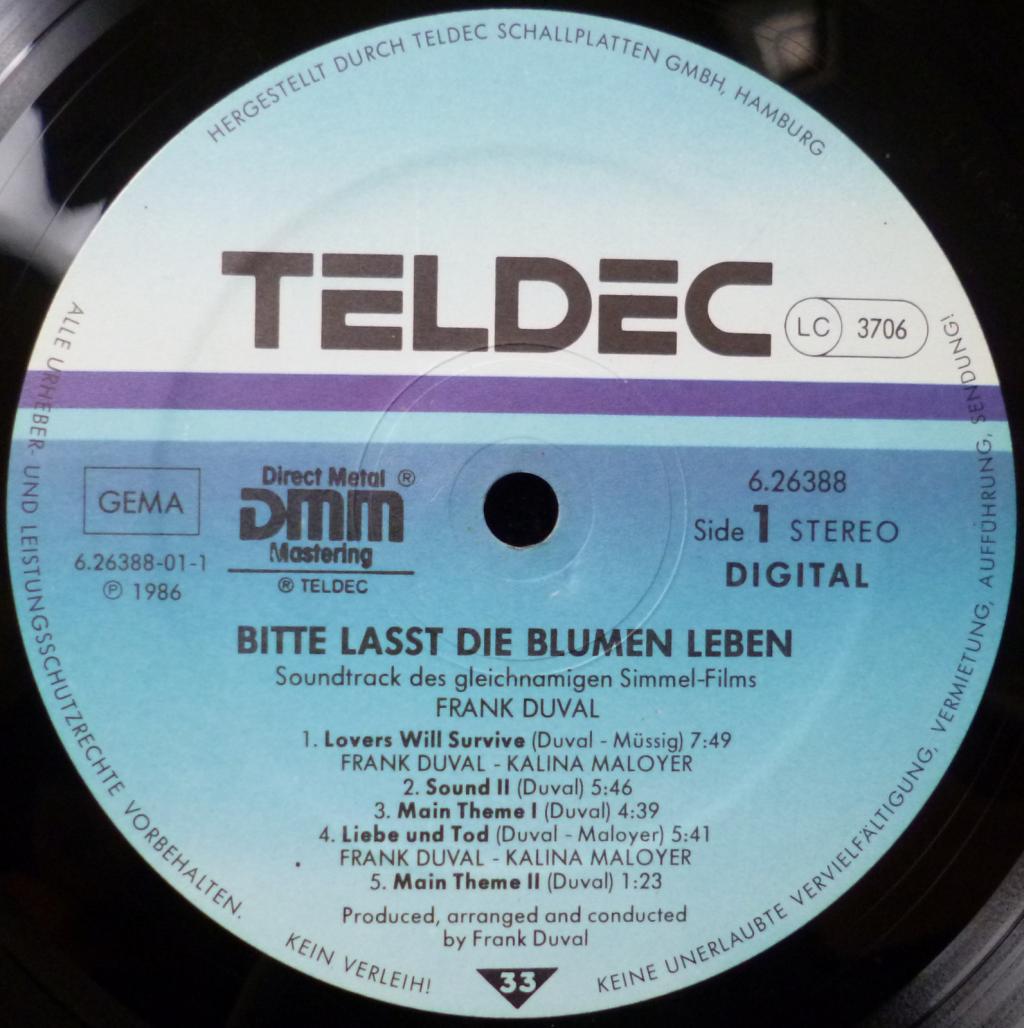 HERGESTELLT DURCH TELDEC SCHALLPLATTEN GMBH, HAMBURG
TELDEC
LC 3706
GEMA
6.26388-01-1
℗ 1986
Direct Metal ®
DMM
Mastering
® TELDEC
6.26388
Side 1 STEREO
DIGITAL
BITTE LASST DIE BLUMEN LEBEN
Soundtrack des gleichnamigen Simmel-Films
FRANK DUVAL
1. Lovers Will Survive (Duval - Müssig) 7:49
FRANK DUVAL - KALINA MALOYER
2. Sound II (Duval) 5:46
3. Main Theme I (Duval) 4:39
4. Liebe und Tod (Duval - Maloyer) 5:41
FRANK DUVAL - KALINA MALOYER
5. Main Theme II (Duval) 1:23
Produced, arranged and conducted
by Frank Duval
33
ALLE URHEBER- UND LEISTUNGSSCHUTZRECHTE VORBEHALTEN.
KEIN VERLEIH!
KEINE UNERLAUBTE VERVIELFÄLTIGUNG, VERMIETUNG, AUFFÜHRUNG, SENDUNG!